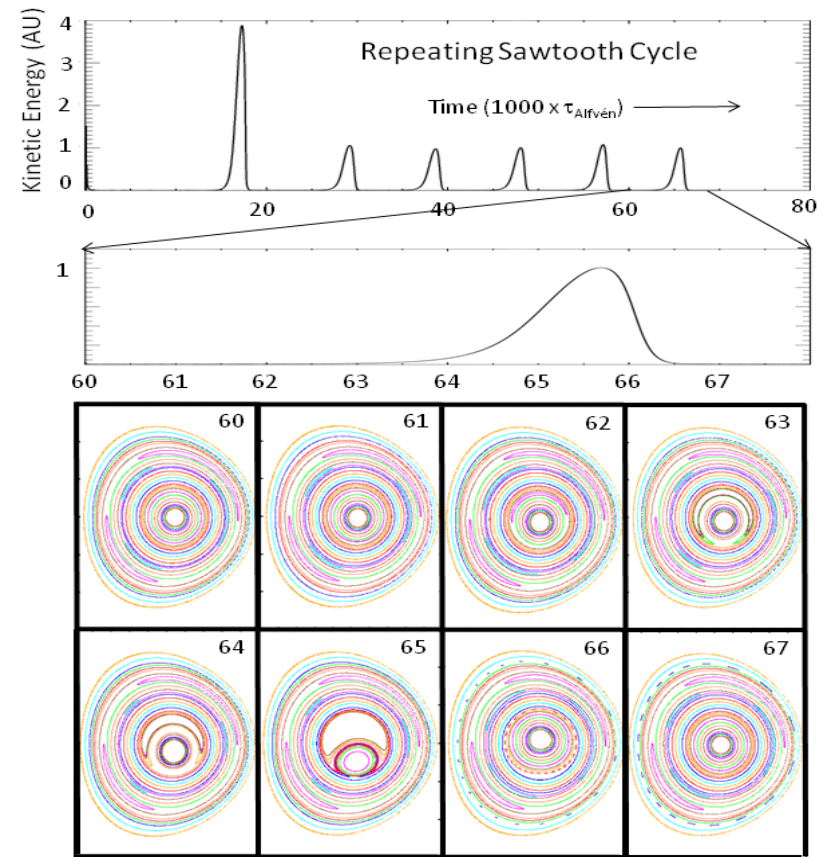 Kinetic Energy (AU)
4
3
2
1
0
Repeating Sawtooth Cycle
Time (1000 x τAlfvén)
0 20 40 60 80
1
60 61 62 63 64 65 66 67
60 61 62 63
64 65 66 67